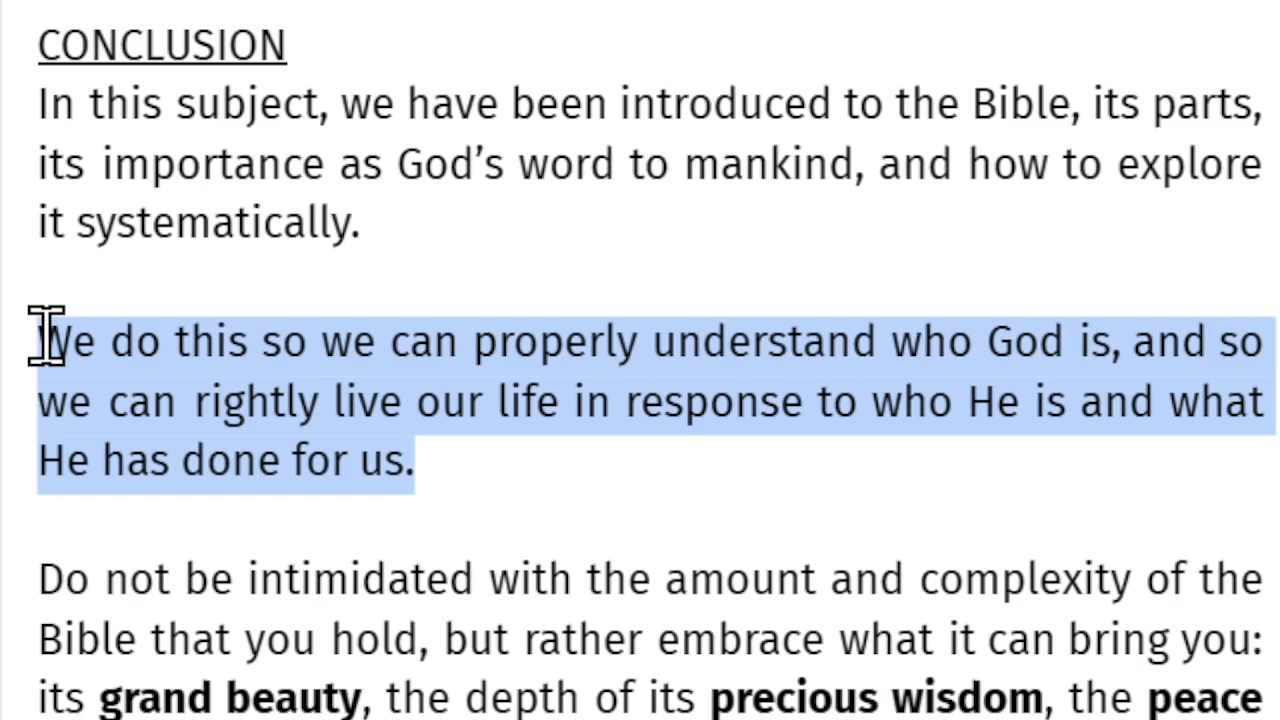 CONCLUSION
In this subject, we have been introduced to the Bible, its parts,
its importance as God’s word to mankind, and how to explore
it systematically.
We do this so we can properly understand who God is, and so
we can rightly live our life in response to who He is and what
He has done for us.
Do not be intimidated with the amount and complexity of the
Bible that you hold, but rather embrace what it can bring you:
its grand beauty, the depth of its precious wisdom, the peace